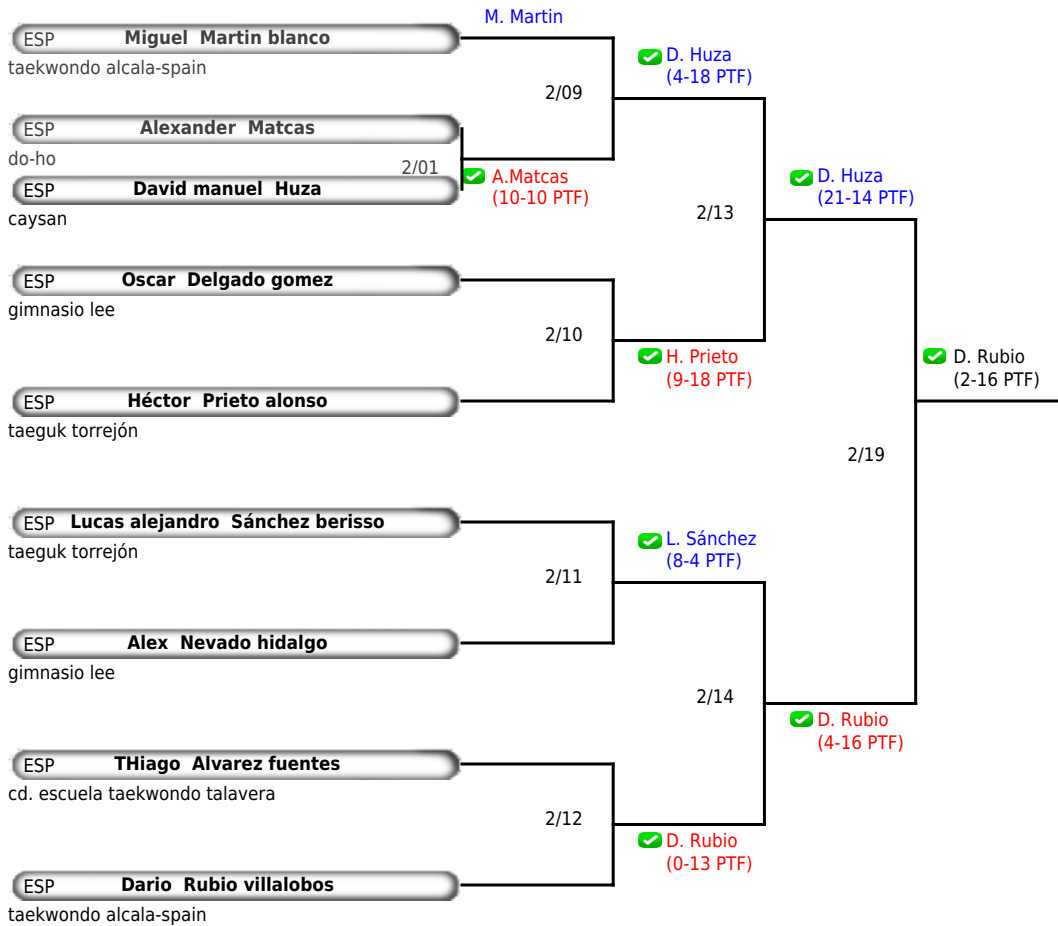 M. Martin
ESP Miguel Martin blanco
taekwondo alcala-spain
D. Huza
(4-18 PTF)
2/09
ESP Alexander Matcas
do-ho
2/01
A.Matcas
(10-10 PTF)
ESP David manuel Huza
caysan
D. Huza
(21-14 PTF)
2/13
ESP Oscar Delgado gomez
gimnasio lee
2/10
H. Prieto
(9-18 PTF)
D. Rubio
(2-16 PTF)
ESP Héctor Prieto alonso
taeguk torrejón
2/19
ESP Lucas alejandro Sánchez berisso
taeguk torrejón
L. Sánchez
(8-4 PTF)
2/11
ESP Alex Nevado hidalgo
gimnasio lee
2/14
D. Rubio
(4-16 PTF)
ESP THiago Alvarez fuentes
cd. escuela taekwondo talavera
2/12
D. Rubio
(0-13 PTF)
ESP Dario Rubio villalobos
taekwondo alcala-spain